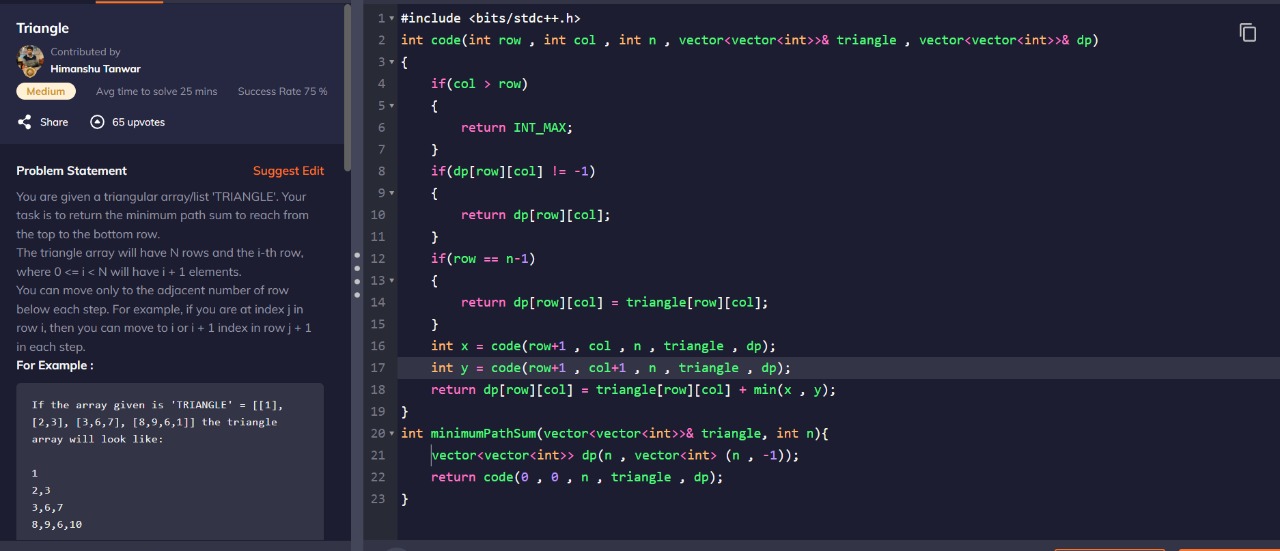 Triangle
Contributed by
Himanshu Tanwar
Medium Avg time to solve 25 mins Success Rate 75 %
Share 65 upvotes
Problem Statement Suggest Edit
You are given a triangular array/list 'TRIANGLE'. Your
task is to return the minimum path sum to reach from
the top to the bottom row.
The triangle array will have N rows and the i-th row,
where 0 <= i < N will have i + 1 elements.
You can move only to the adjacent number of row
below each step. For example, if you are at index j in
row i, then you can move to i or i + 1 index in row j + 1
in each step.
For Example :
If the array given is 'TRIANGLE' = [[1],
[2,3], [3,6,7], [8,9,6,1]] the triangle
array will look like:
1
2,3
3,6,7
8,9,6,10
1 #include <bits/stdc++.h>
2 int code(int row , int col , int n , vector<vector<int>>& triangle , vector<vector<int>>& dp)
3 {
4 if(col > row)
5 {
6 return INT_MAX;
7 }
8 if(dp[row][col] != -1)
9 {
10 return dp[row][col];
11 }
12 if(row == n-1)
13 {
14 return dp[row][col] = triangle[row][col];
15 }
16 int x = code(row+1 , col , n , triangle , dp);
17 int y = code(row+1 , col+1 , n , triangle , dp);
18 return dp[row][col] = triangle[row][col] + min(x , y);
19 }
20 int minimumPathSum(vector<vector<int>>& triangle, int n){
21 vector<vector<int>> dp(n , vector<int> (n , -1));
22 return code(0 , 0 , n , triangle , dp);
23 }